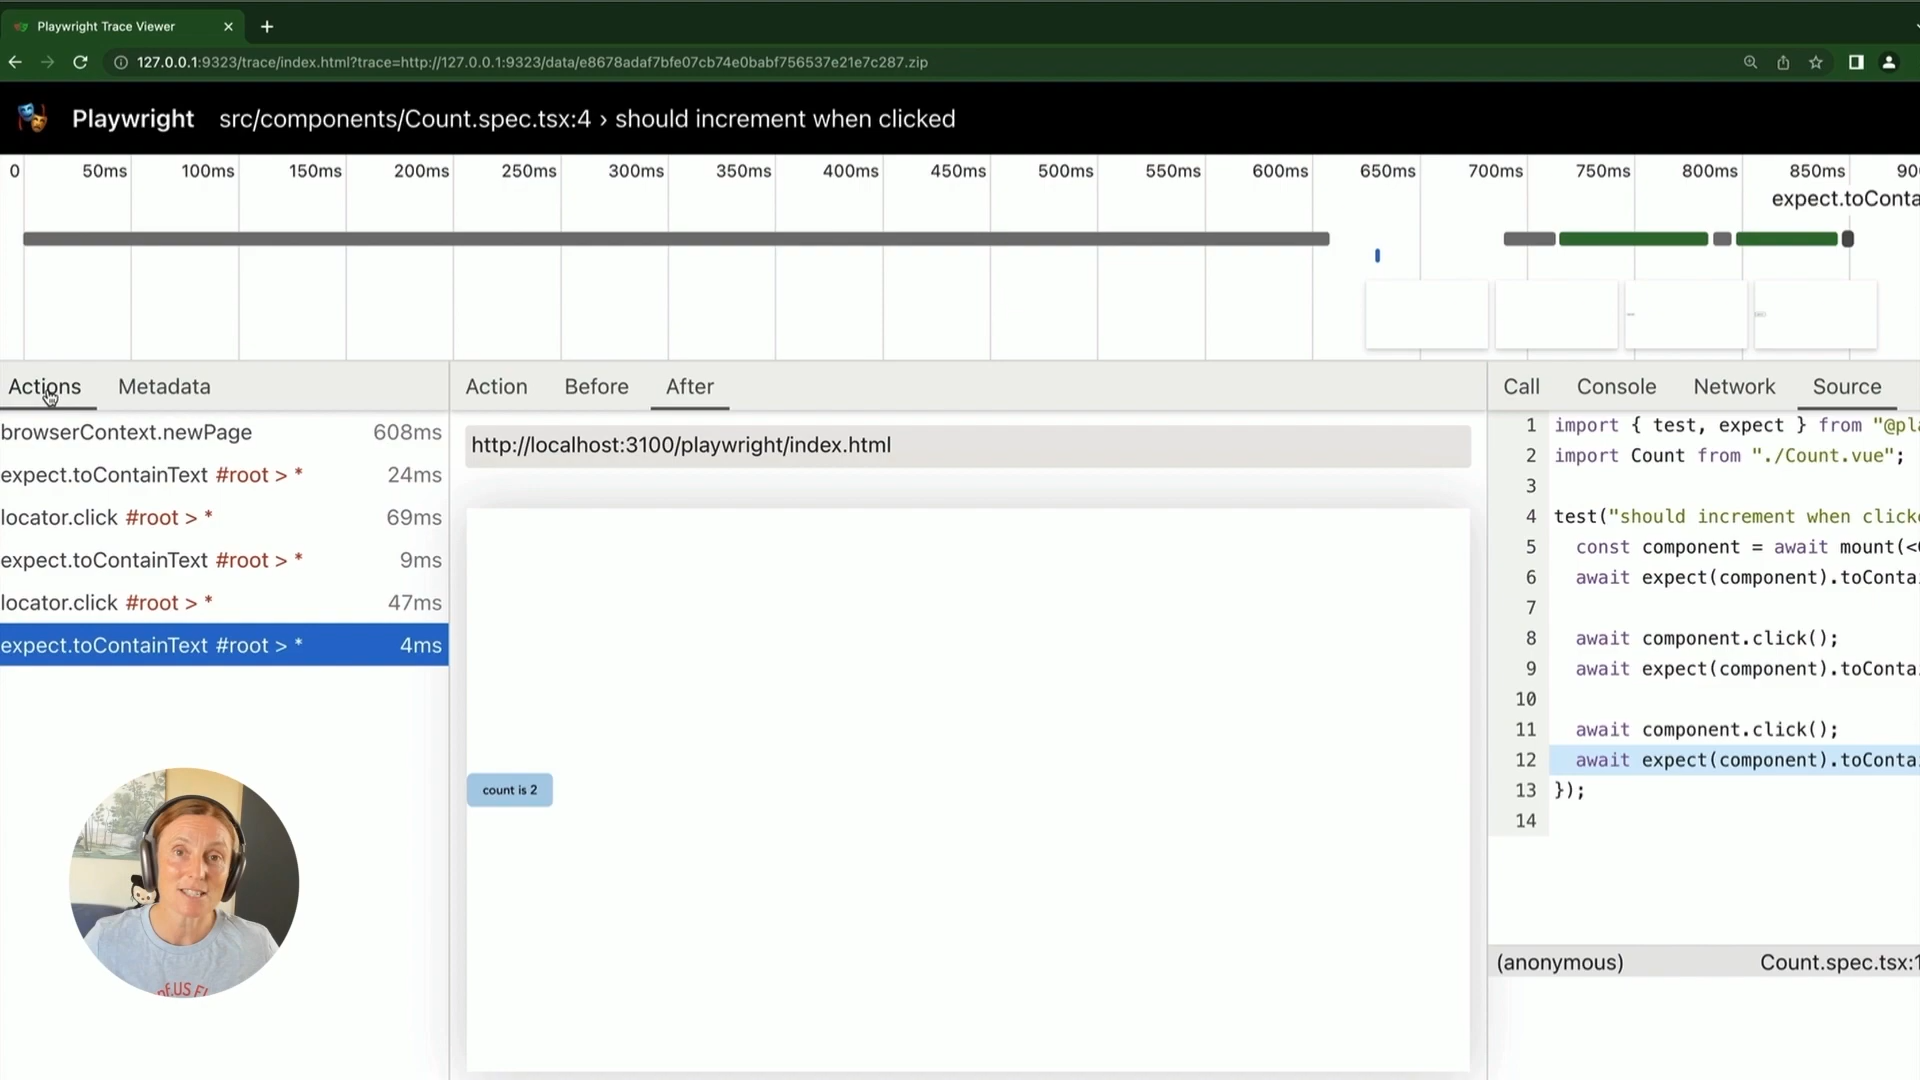 Playwright Trace Viewer
127.0.0.1:9323/trace/index.html?trace=http://127.0.0.1:9323/data/e8678adaf7bfe07cb74e0babf756537e21e7c287.zip
Playwright src/components/Count.spec.tsx:4 › should increment when clicked
0 50ms 100ms 150ms 200ms 250ms 300ms 350ms 400ms 450ms 500ms 550ms 600ms 650ms 700ms 750ms 800ms 850ms 90
expect.toConta
Actions Metadata
browserContext.newPage 608ms
expect.toContainText #root > * 24ms
locator.click #root > * 69ms
expect.toContainText #root > * 9ms
locator.click #root > * 47ms
expect.toContainText #root > * 4ms
Action Before After
http://localhost:3100/playwright/index.html
count is 2
Call Console Network Source
1 import { test, expect } from "@pla
2 import Count from "./Count.vue";
3
4 test("should increment when clicke
5 const component = await mount(<
6 await expect(component).toConta
7
8 await component.click();
9 await expect(component).toConta
10
11 await component.click();
12 await expect(component).toConta
13 });
14
(anonymous) Count.spec.tsx:1